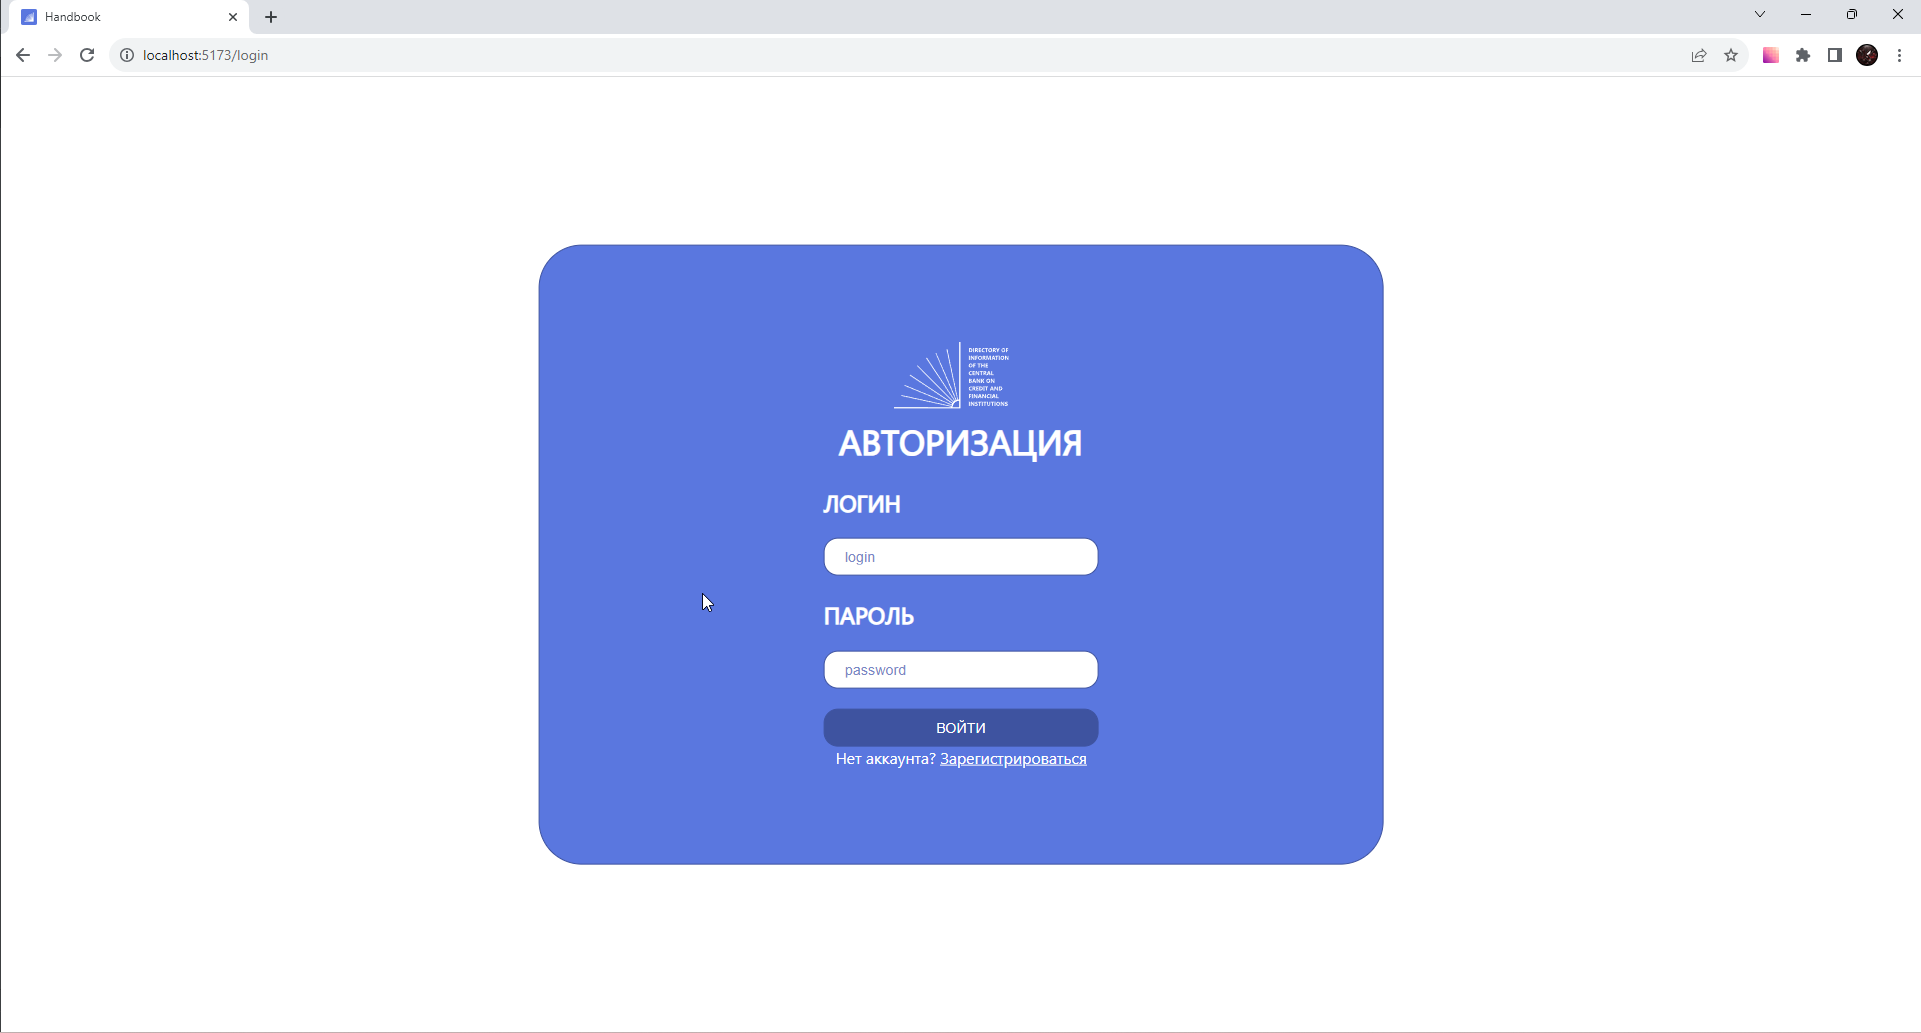 Handbook
localhost:5173/login
DIRECTORY OF
INFORMATION
OF THE
CENTRAL
BANK ON
CREDIT AND
FINANCIAL
INSTITUTIONS
АВТОРИЗАЦИЯ
ЛОГИН
login
ПАРОЛЬ
password
ВОЙТИ
Нет аккаунта? Зарегистрироваться